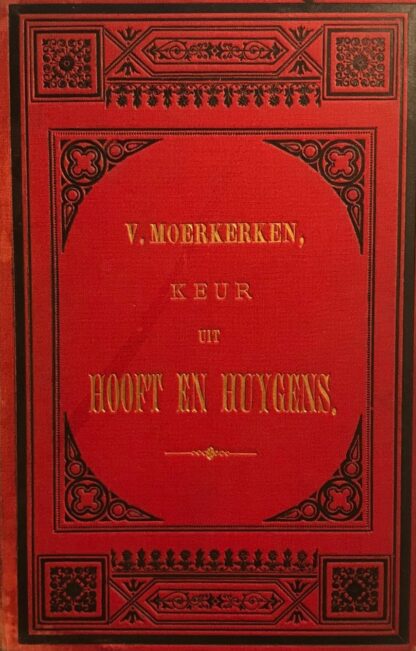 V. MOERKERKEN,
KEUR
UIT
HOOFT EN HUYGENS.